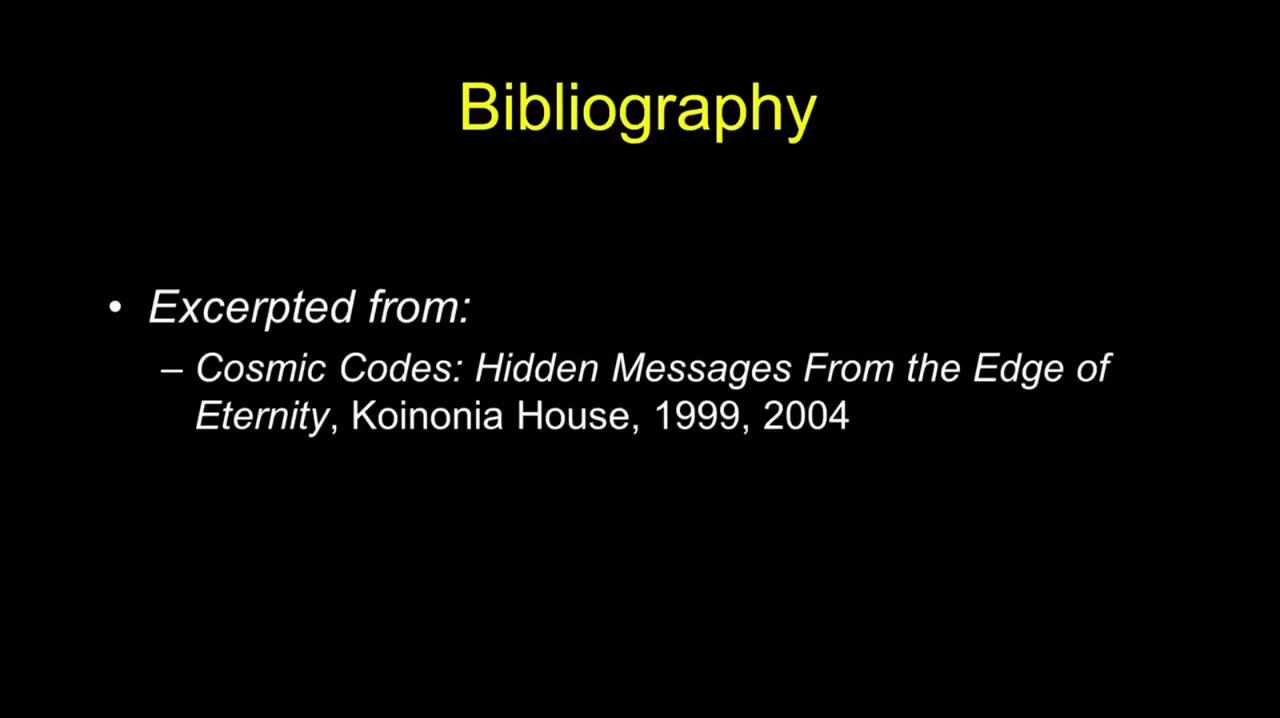 Bibliography
• Excerpted from:
– Cosmic Codes: Hidden Messages From the Edge of
Eternity, Koinonia House, 1999, 2004